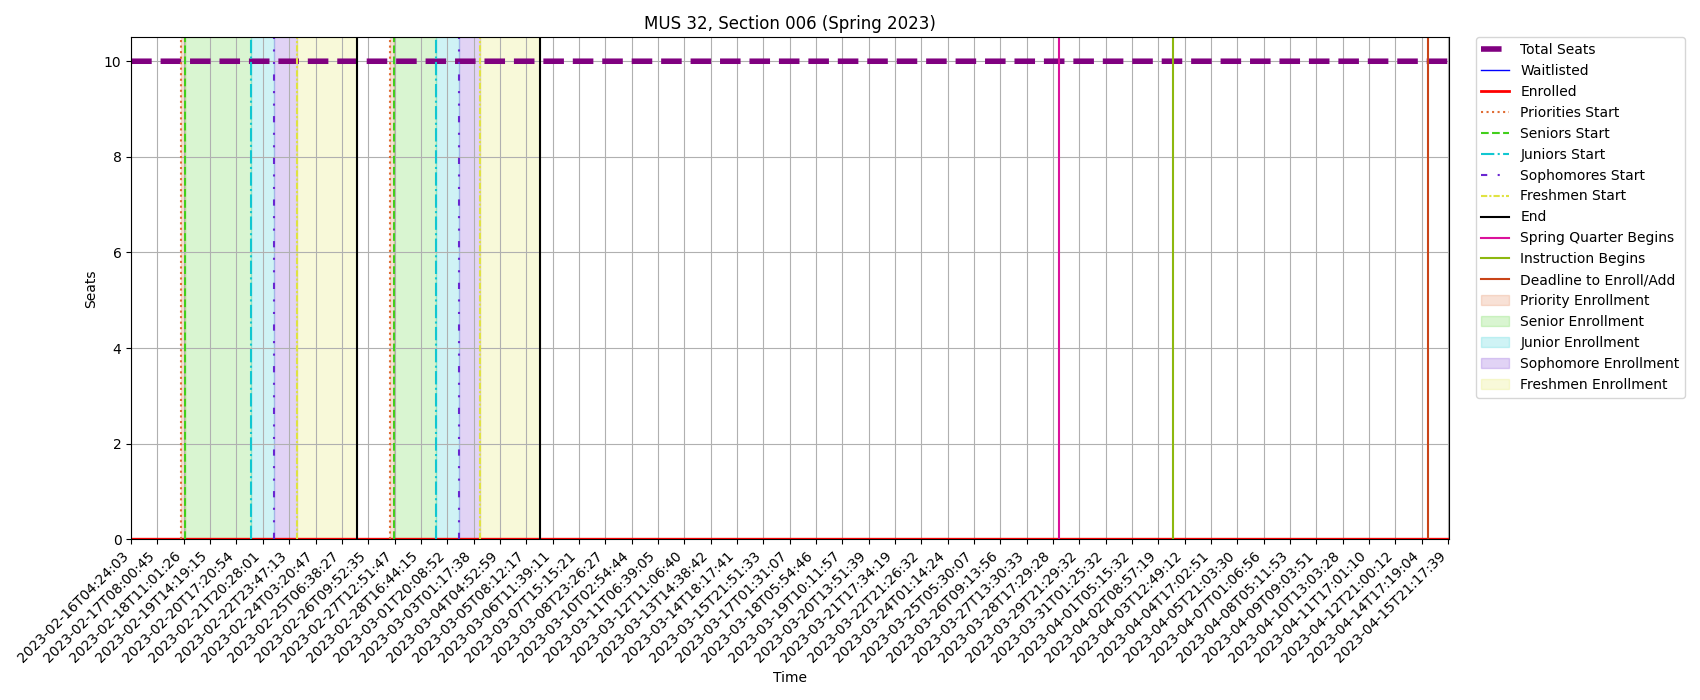 MUS 32, Section 006 (Spring 2023)
10
8
6
4
2
0
Seats
2023-02-16T04:24:03
2023-02-17T08:00:45
2023-02-18T11:01:26
2023-02-19T14:19:15
2023-02-20T17:20:54
2023-02-21T20:28:01
2023-02-22T23:47:13
2023-02-24T03:20:47
2023-02-25T06:38:27
2023-02-26T09:52:35
2023-02-27T12:51:47
2023-02-28T16:44:15
2023-03-01T20:08:52
2023-03-03T01:17:38
2023-03-04T04:52:59
2023-03-05T08:12:17
2023-03-06T11:39:11
2023-03-07T15:15:21
2023-03-08T23:26:27
2023-03-10T02:54:44
2023-03-11T06:39:05
2023-03-12T11:06:40
2023-03-13T14:38:42
2023-03-14T18:17:41
2023-03-15T21:51:33
2023-03-17T01:31:07
2023-03-18T05:54:46
2023-03-19T10:11:57
2023-03-20T13:51:39
2023-03-21T17:34:19
2023-03-22T21:26:32
2023-03-24T01:14:24
2023-03-25T05:30:07
2023-03-26T09:13:56
2023-03-27T13:30:33
2023-03-28T17:29:28
2023-03-29T21:29:32
2023-03-31T01:25:32
2023-04-01T05:15:32
2023-04-02T08:57:19
2023-04-03T12:49:12
2023-04-04T17:02:51
2023-04-05T21:03:30
2023-04-07T01:06:56
2023-04-08T05:11:53
2023-04-09T09:03:51
2023-04-10T13:03:28
2023-04-11T17:01:10
2023-04-12T21:00:12
2023-04-14T17:19:04
2023-04-15T21:17:39
Time
Total Seats
Waitlisted
Enrolled
Priorities Start
Seniors Start
Juniors Start
Sophomores Start
Freshmen Start
End
Spring Quarter Begins
Instruction Begins
Deadline to Enroll/Add
Priority Enrollment
Senior Enrollment
Junior Enrollment
Sophomore Enrollment
Freshmen Enrollment